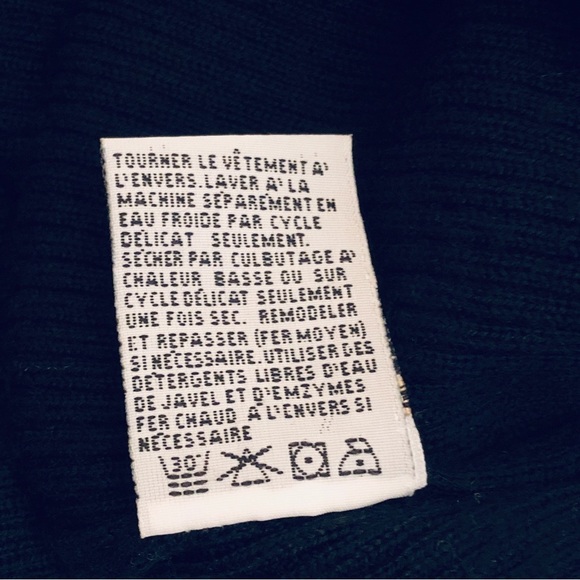 TOURNER LE VÊTEMENT A'
L'ENVERS. LAVER A' LA
MACHINE SÉPAREMENT EN
EAU FROIDE PAR CYCLE
DÉLICAT SEULEMENT.
SÉCHER PAR CULBUTAGE A'
CHALEUR BASSE OU SUR
CYCLE DÉLICAT SEULEMENT
UNE FOIS SEC. REMODELER
ET REPASSER (FER MOYEN)
SI NÉCESSAIRE. UTILISER DES
DÉTERGENTS LIBRES D'EAU
DE JAVEL ET D'EMZYMES
FER CHAUD A L'ENVERS SI
NÉCESSAIRE
30°